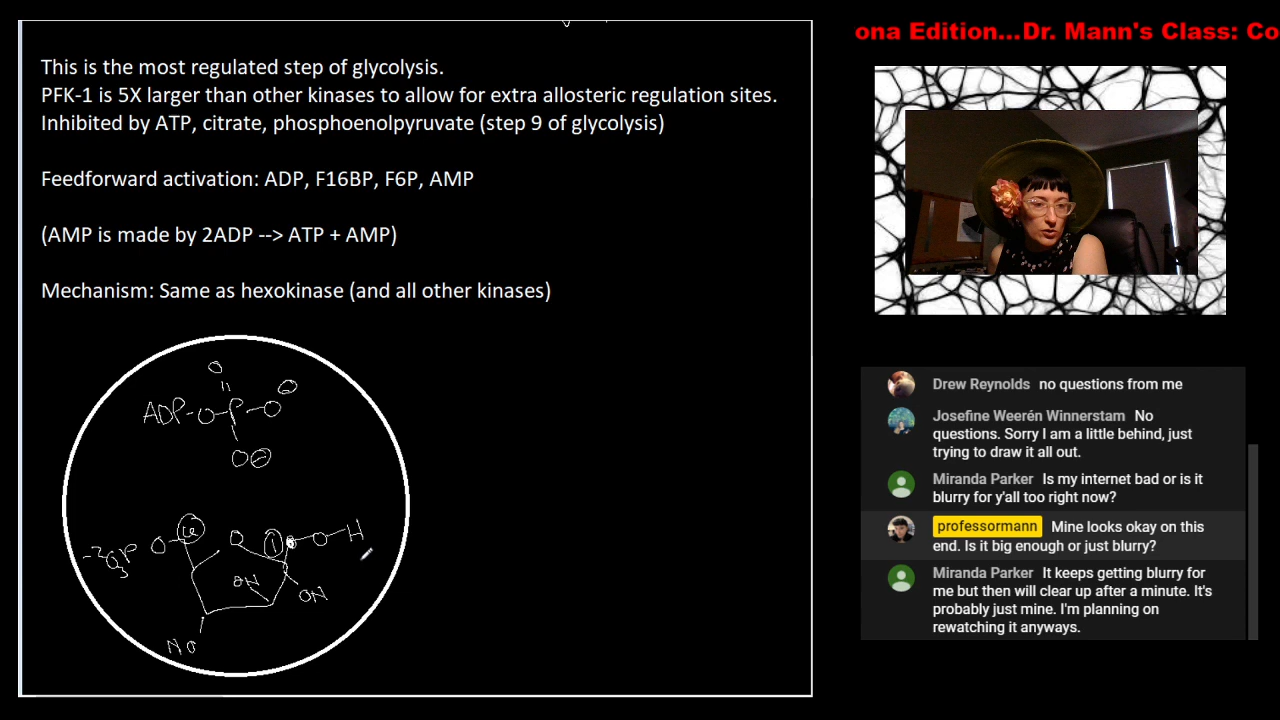 This is the most regulated step of glycolysis.
PFK-1 is 5X larger than other kinases to allow for extra allosteric regulation sites.
Inhibited by ATP, citrate, phosphoenolpyruvate (step 9 of glycolysis)
Feedforward activation: ADP, F16BP, F6P, AMP
(AMP is made by 2ADP --> ATP + AMP)
Mechanism: Same as hexokinase (and all other kinases)
O
ADP-O-P-O⊖
O⊖
⁻²O₃P O 6 O 1 O-H
OH
OH
HO
ona Edition...Dr. Mann's Class: Co
Drew Reynolds no questions from me
Josefine Weerén Winnerstam No
questions. Sorry I am a little behind, just
trying to draw it all out.
Miranda Parker Is my internet bad or is it
blurry for y'all too right now?
professormann Mine looks okay on this
end. Is it big enough or just blurry?
Miranda Parker It keeps getting blurry for
me but then will clear up after a minute. It's
probably just mine. I'm planning on
rewatching it anyways.